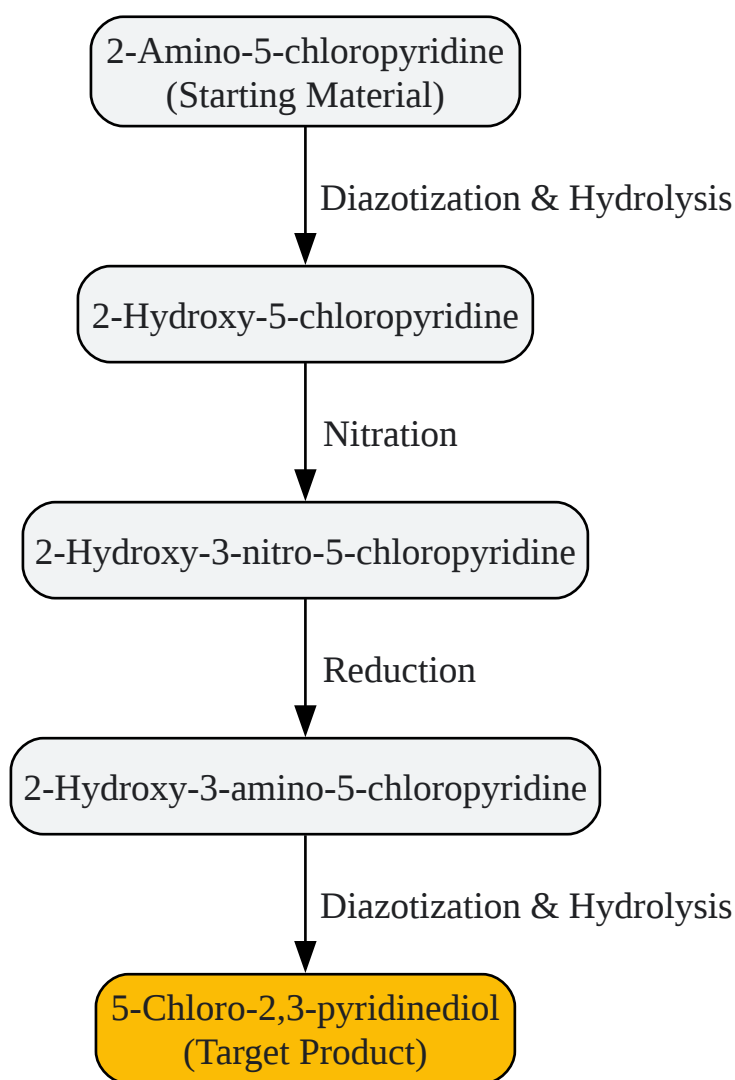 2-Amino-5-chloropyridine
(Starting Material)
Diazotization & Hydrolysis
2-Hydroxy-5-chloropyridine
Nitration
2-Hydroxy-3-nitro-5-chloropyridine
Reduction
2-Hydroxy-3-amino-5-chloropyridine
Diazotization & Hydrolysis
5-Chloro-2,3-pyridinediol
(Target Product)